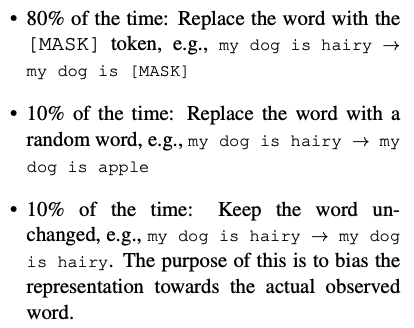 • 80% of the time: Replace the word with the
[MASK] token, e.g., my dog is hairy →
my dog is [MASK]
• 10% of the time: Replace the word with a
random word, e.g., my dog is hairy → my
dog is apple
• 10% of the time: Keep the word un-
changed, e.g., my dog is hairy → my dog
is hairy. The purpose of this is to bias the
representation towards the actual observed
word.